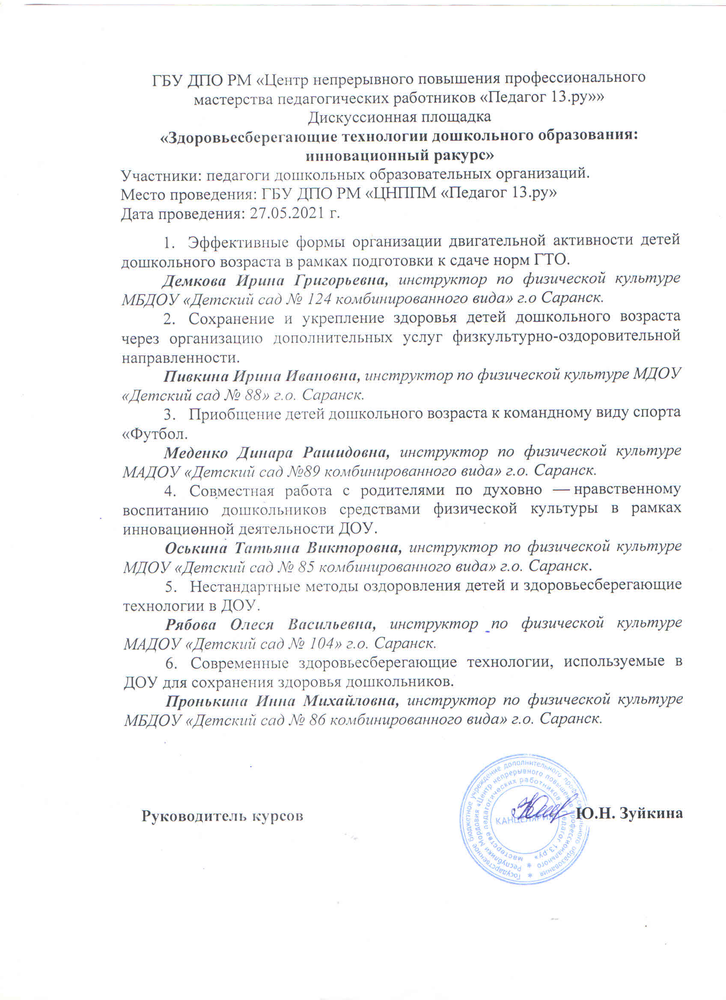 ГБУ ДПО РМ «Центр непрерывного повышения профессионального
мастерства педагогических работников «Педагог 13.ру»»
Дискуссионная площадка
«Здоровьесберегающие технологии дошкольного образования:
инновационный ракурс»
Участники: педагоги дошкольных образовательных организаций.
Место проведения: ГБУ ДПО РМ «ЦНППМ «Педагог 13.ру»
Дата проведения: 27.05.2021 г.
1. Эффективные формы организации двигательной активности детей
дошкольного возраста в рамках подготовки к сдаче норм ГТО.
Демкова Ирина Григорьевна, инструктор по физической культуре
МБДОУ «Детский сад № 124 комбинированного вида» г.о Саранск.
2. Сохранение и укрепление здоровья детей дошкольного возраста
через организацию дополнительных услуг физкультурно-оздоровительной
направленности.
Пивкина Ирина Ивановна, инструктор по физической культуре МДОУ
«Детский сад № 88» г.о. Саранск.
3. Приобщение детей дошкольного возраста к командному виду спорта
«Футбол.
Меденко Динара Рашидовна, инструктор по физической культуре
МАДОУ «Детский сад №89 комбинированного вида» г.о. Саранск.
4. Совместная работа с родителями по духовно — нравственному
воспитанию дошкольников средствами физической культуры в рамках
инновационной деятельности ДОУ.
Оськина Татьяна Викторовна, инструктор по физической культуре
МДОУ «Детский сад № 85 комбинированного вида» г.о. Саранск.
5. Нестандартные методы оздоровления детей и здоровьесберегающие
технологии в ДОУ.
Рябова Олеся Васильевна, инструктор по физической культуре
МАДОУ «Детский сад № 104» г.о. Саранск.
6. Современные здоровьесберегающие технологии, используемые в
ДОУ для сохранения здоровья дошкольников.
Пронькина Инна Михайловна, инструктор по физической культуре
МБДОУ «Детский сад № 86 комбинированного вида» г.о. Саранск.
Руководитель курсов
Ю.Н. Зуйкина
Государственное бюджетное учреждение дополнительного профессионального образования
Республики Мордовия «Центр непрерывного повышения профессионального
мастерства педагогических работников «Педагог 13.ру»
КАНЦЕЛЯРИЯ